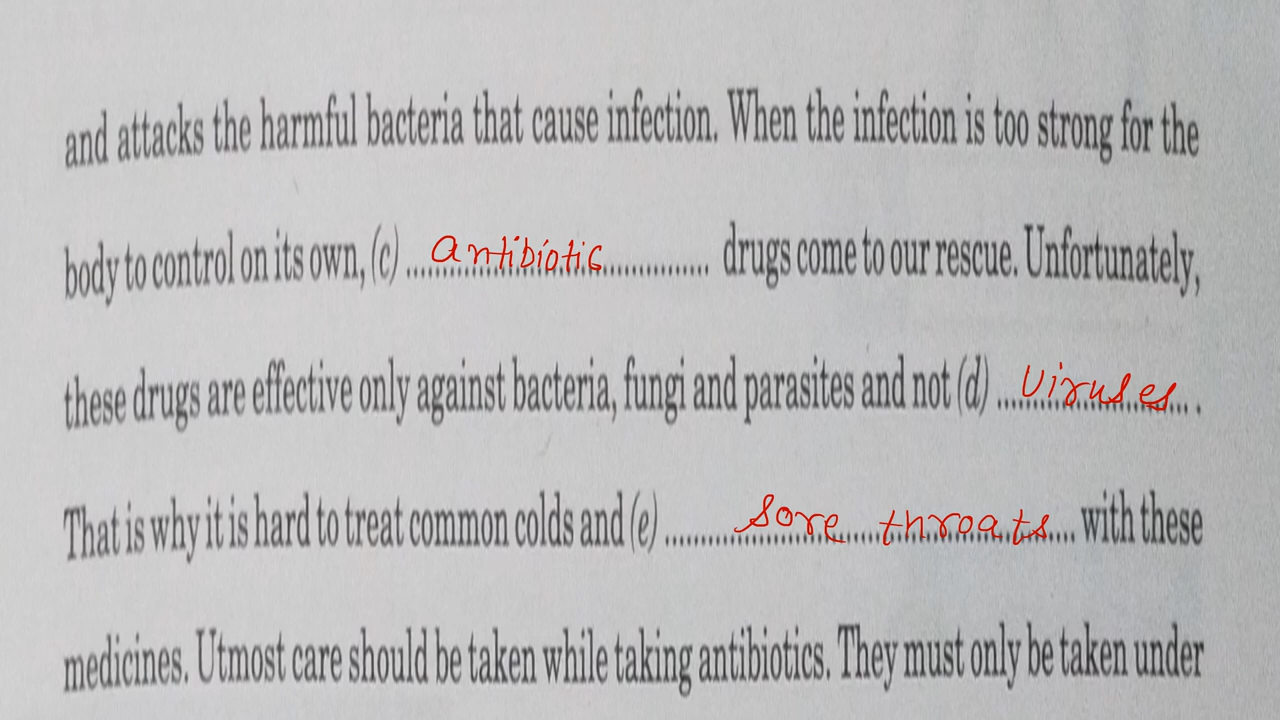 and attacks the harmful bacteria that cause infection. When the infection is too strong for the
body to control on its own, (c) ...antibiotic... drugs come to our rescue. Unfortunately,
these drugs are effective only against bacteria, fungi and parasites and not (d) ...viruses... .
That is why it is hard to treat common colds and (e) ...sore throats... with these
medicines. Utmost care should be taken while taking antibiotics. They must only be taken under